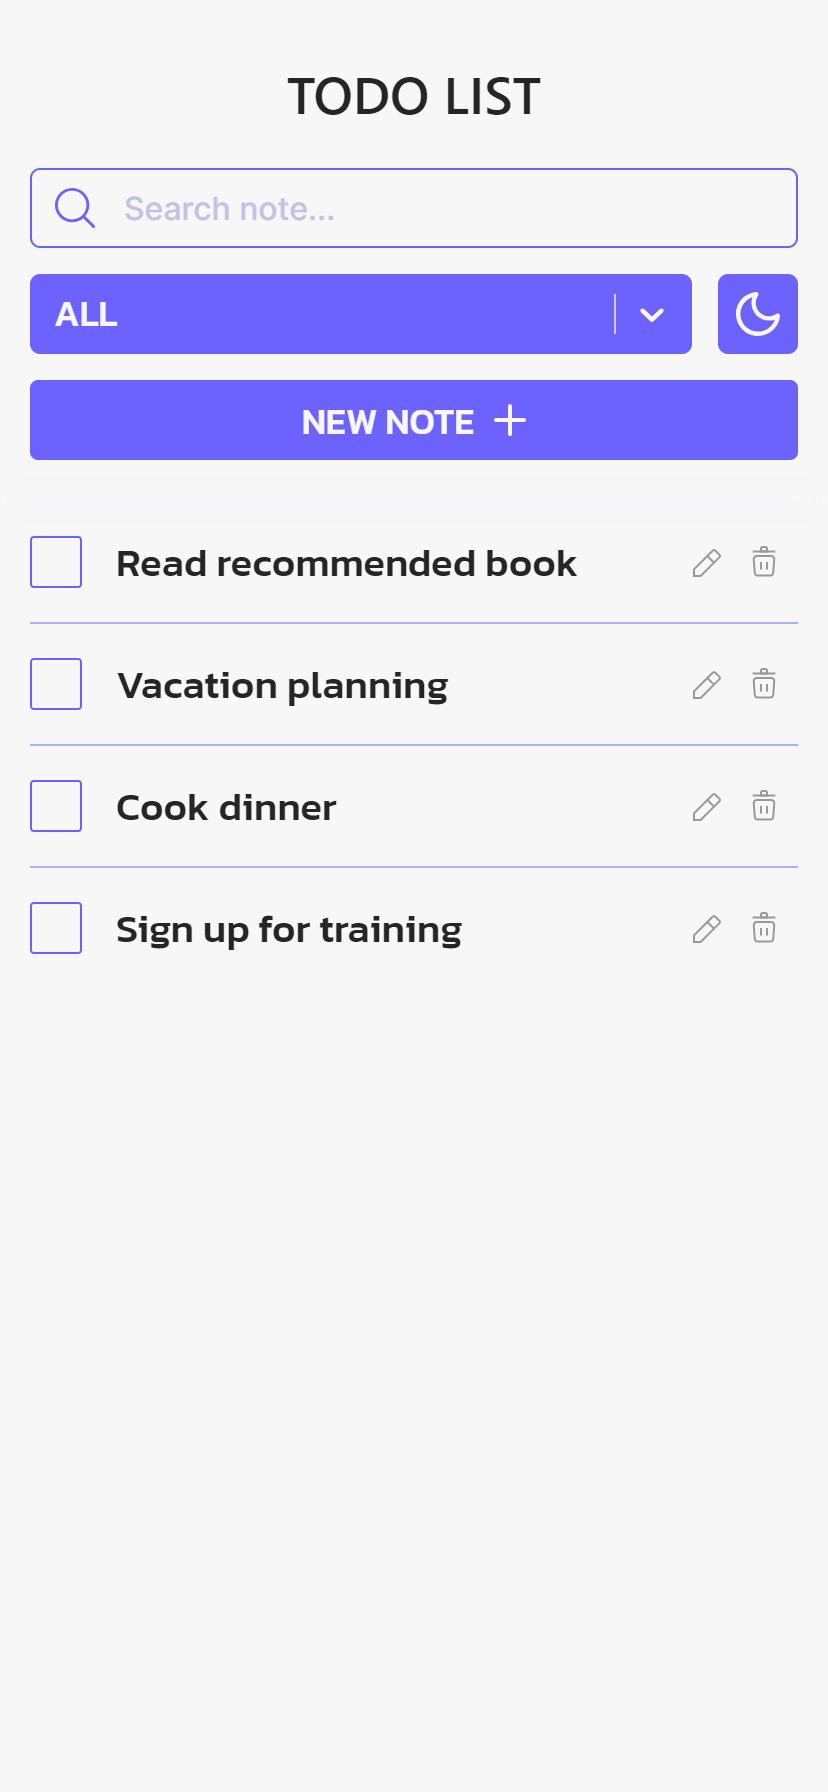 TODO LIST
Search note...
ALL
NEW NOTE
Read recommended book
Vacation planning
Cook dinner
Sign up for training